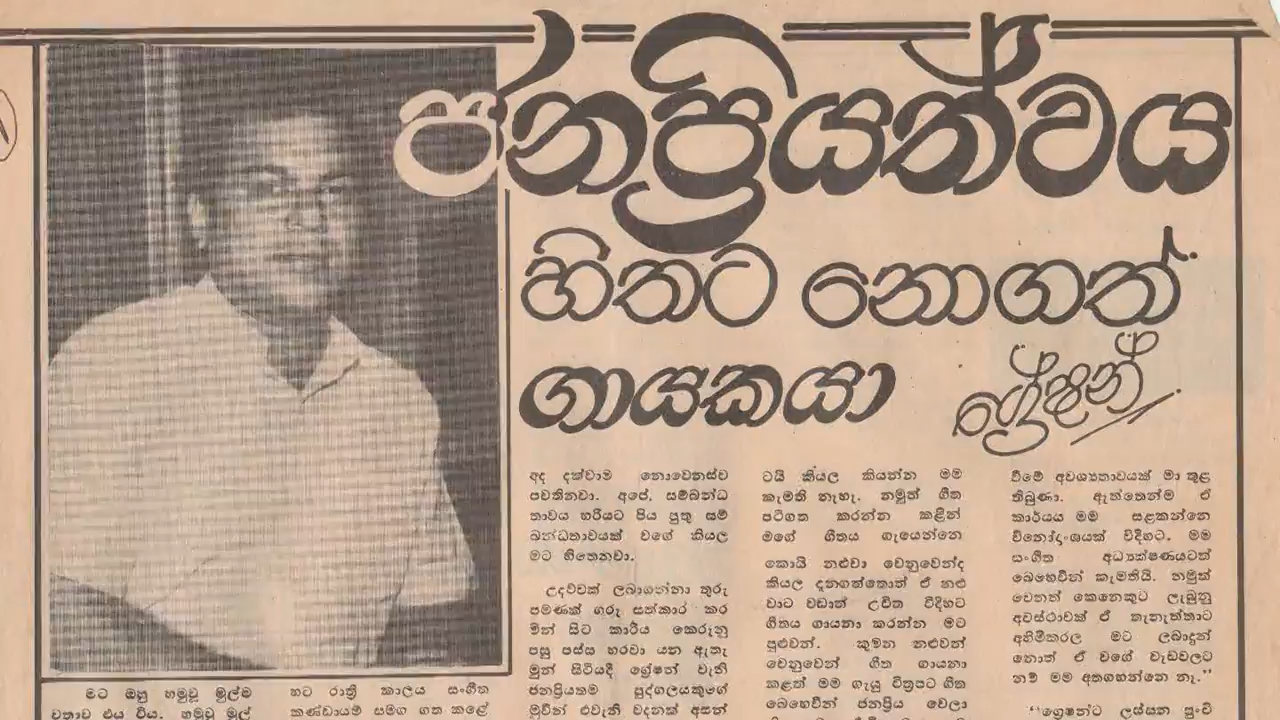 ජනප්‍රියත්වය
හිතට නොගත්
ගායකයා
ග්‍රේෂන්
මට ඔහු හමුවූ මුල්ම
වතාව එය විය. හමුවූ මුල්
හට රාත්‍රී කාලය සංගීත
කණ්ඩායම් සමග ගත කළේ
අද දක්වාම නොවෙනස්ව
පවතිනවා. අපේ සම්බන්ධ
තාවය හරියට පිය පුතු සම්
බන්ධතාවයක් වගේ කියල
මට හිතෙනවා.
උදව්වක් ලබාගන්නා තුරු
පමණක් ගරු සත්කාර කර
මින් සිට කාරිය කෙරුනු
පසු පස්ස හරවා යන ඇතැ
මුන් සිටියදී ග්‍රේෂන් වැනි
ජනප්‍රියතම පුද්ගලයකුගේ
මුවින් එවැනි වදනක් අසන්
ටයි කියල කියන්න මම
කැමති නැහැ. නමුත් ගීත
පටිගත කරන්න කළින්
මගේ ගීතය ගැයෙන්නෙ
කොයි නළුවා වෙනුවෙන්ද
කියල දැනගත්තොත් ඒ නළු
වාට වඩාත් උචිත විදිහට
ගීතය ගායනා කරන්න මට
පුළුවන්. කුමන නළුවන්
වෙනුවෙන් ගීත ගායනා
කළත් මම ගැයු චිත්‍රපට ගීත
බෙහෙවින් ජනප්‍රිය වෙලා
වීමේ අවශ්‍යතාවයක් මා තුළ
තිබුණා. ඇත්තෙන්ම ඒ
කාර්යය මම සළකන්නෙ
විනෝදාංශයක් විදිහට. මම
සංගීත අධ්‍යක්ෂණයටත්
බෙහෙවින් කැමතියි. නමුත්
වෙනත් කෙනෙකුට ලැබුනු
අවස්ථාවක් ඒ තැනැත්තාට
අහිමිකරල මට ලබාදුන්
නොත් ඒ වගේ වැඩවලට
නම් මම අතගහන්නෙ නෑ.''
''ග්‍රේෂන්ට ලස්සන පුංචි